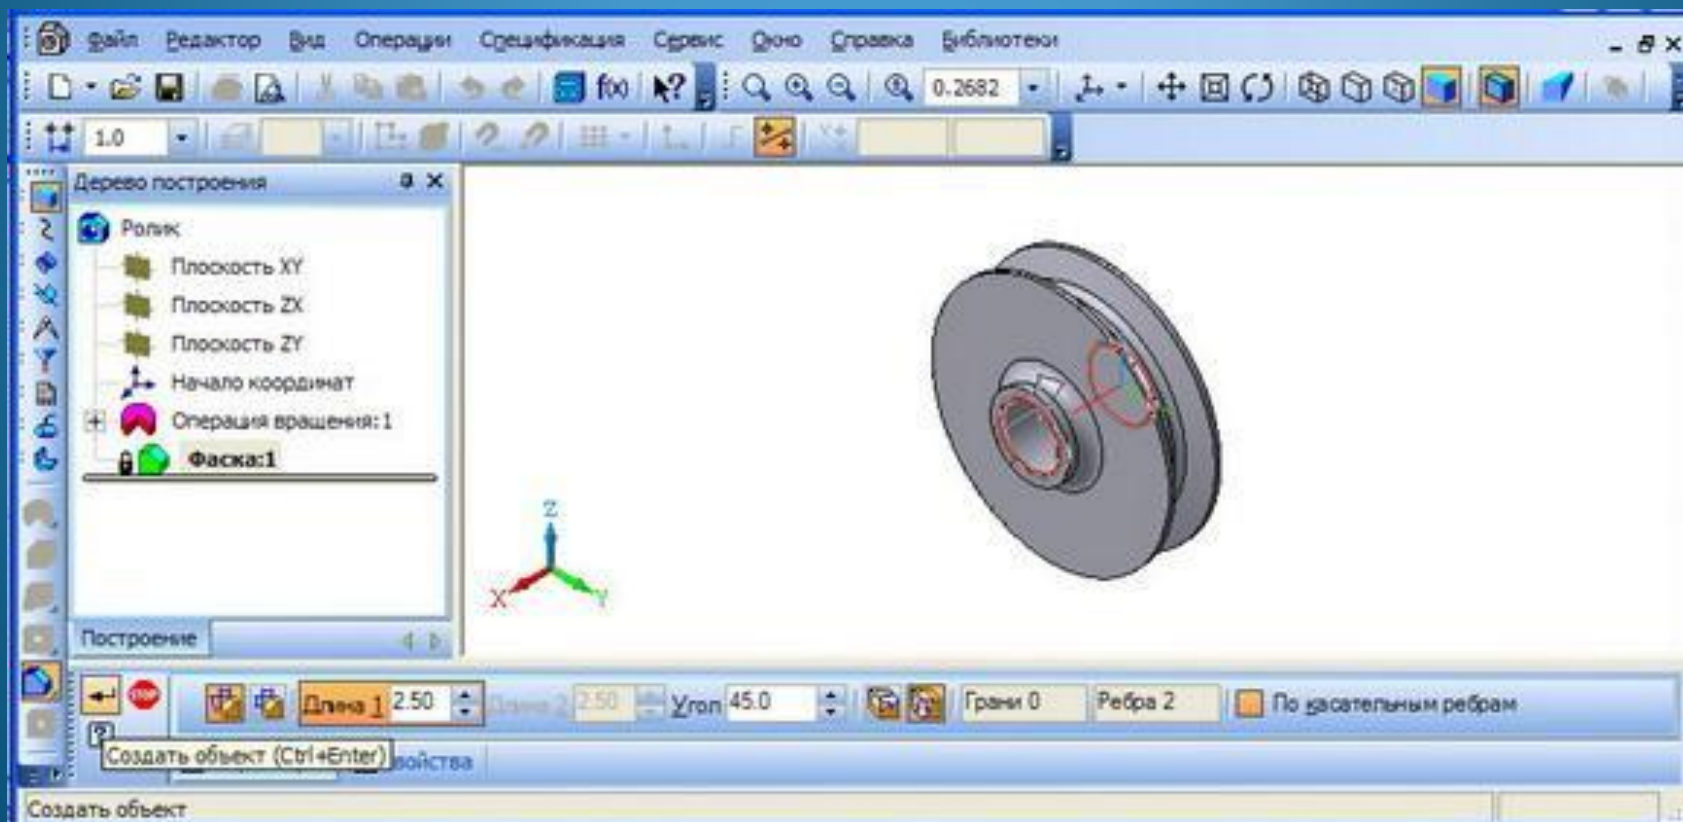 Файл Редактор Вид Операции Спецификация Сервис Окно Справка Библиотеки
f(x) 0.2682
1.0
Дерево построения
Ролик
Плоскость XY
Плоскость ZX
Плоскость ZY
Начало координат
Операция вращения:1
Фаска:1
Z
X Y
Построение
STOP Длина 1 2.50 Длина 2 2.50 Угол 45.0 Грани 0 Ребра 2 По касательным ребрам
Создать объект (Ctrl+Enter)
Создать объект